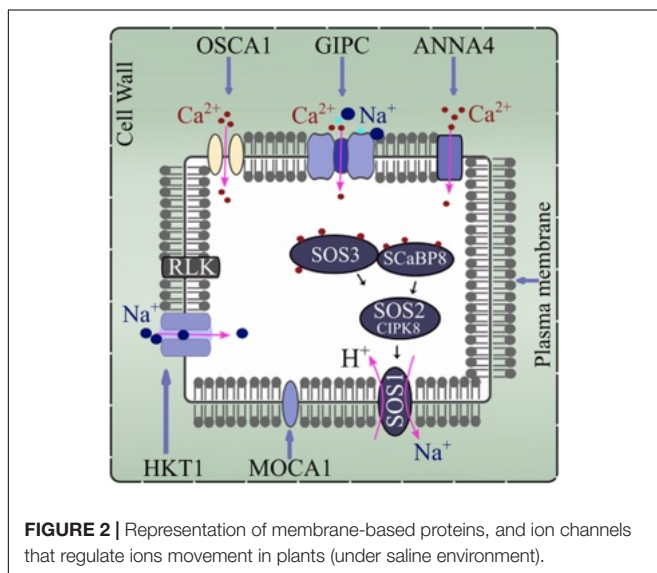 OSCA1 GIPC ANNA4
Cell Wall
Ca²⁺ Ca²⁺ Na⁺ Ca²⁺
SOS3 SCaBP8
RLK
SOS2
CIPK8
Na⁺
H⁺
SOS1
Na⁺
Plasma membrane
HKT1 MOCA1
FIGURE 2 | Representation of membrane-based proteins, and ion channels
that regulate ions movement in plants (under saline environment).